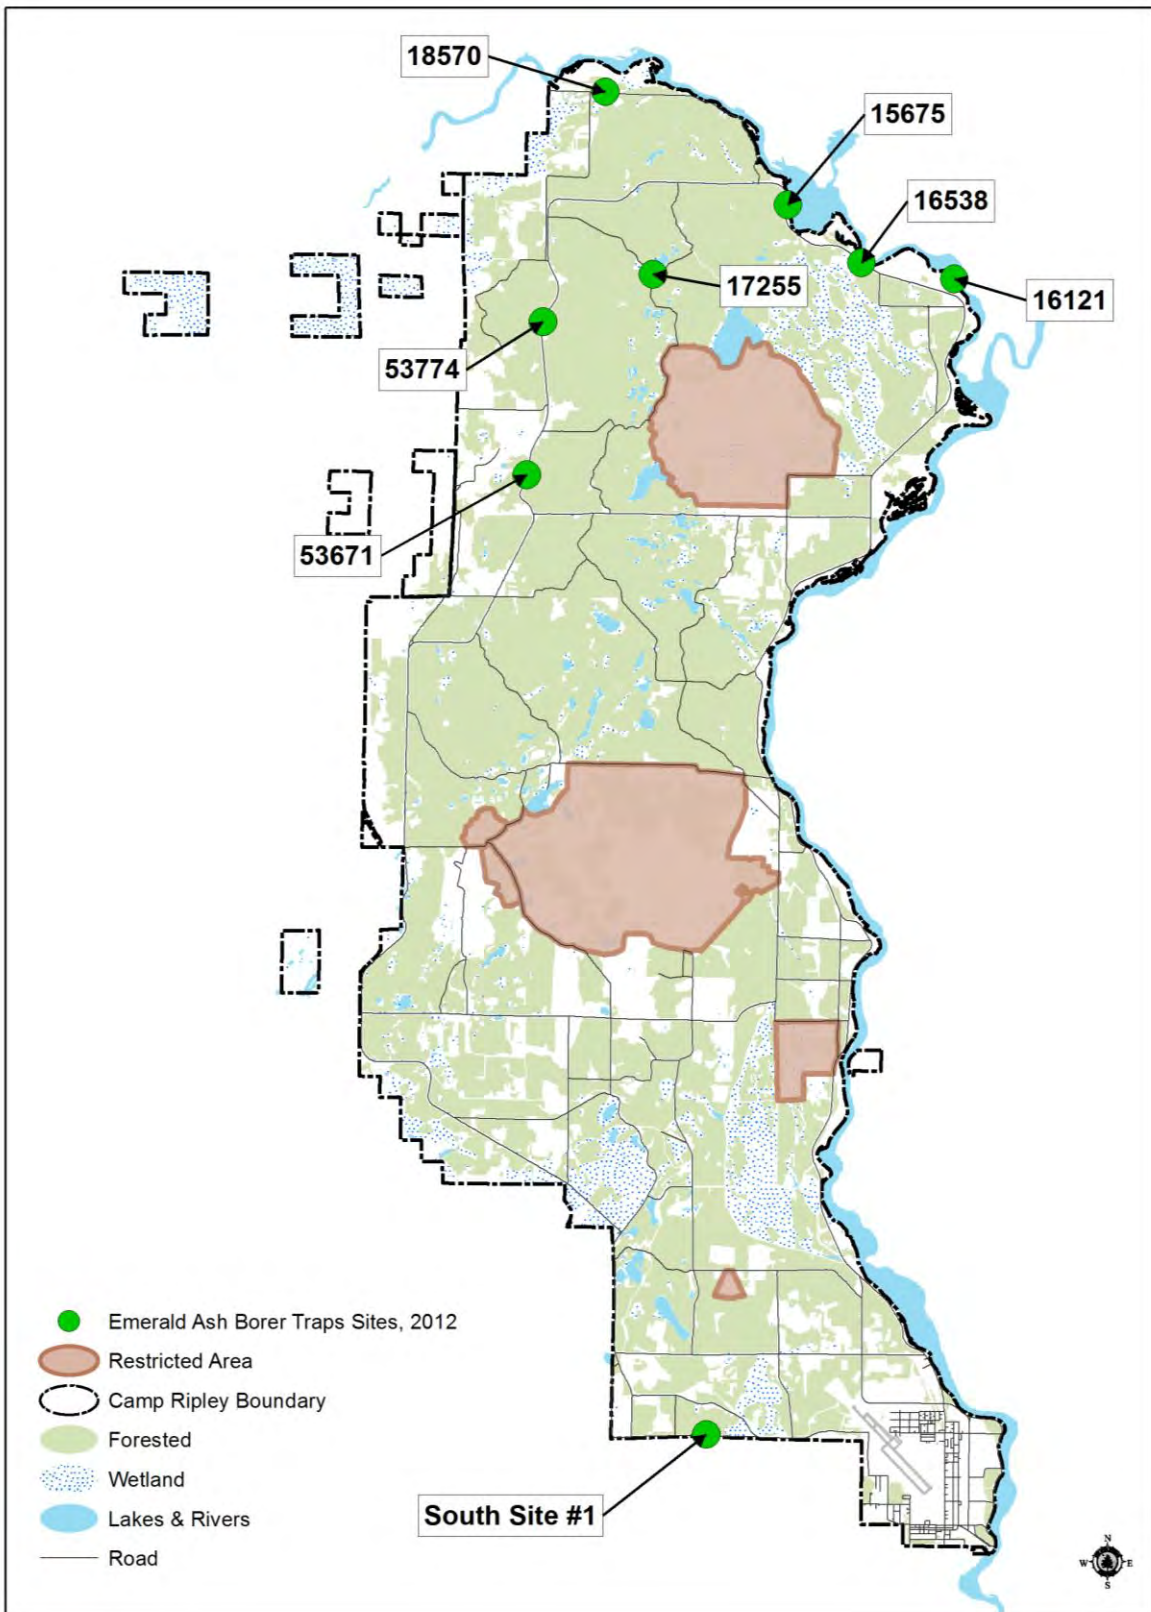 18570
15675
16538
17255
16121
53774
53671
Emerald Ash Borer Traps Sites, 2012
Restricted Area
Camp Ripley Boundary
Forested
Wetland
Lakes & Rivers
Road
South Site #1
N
W E
S